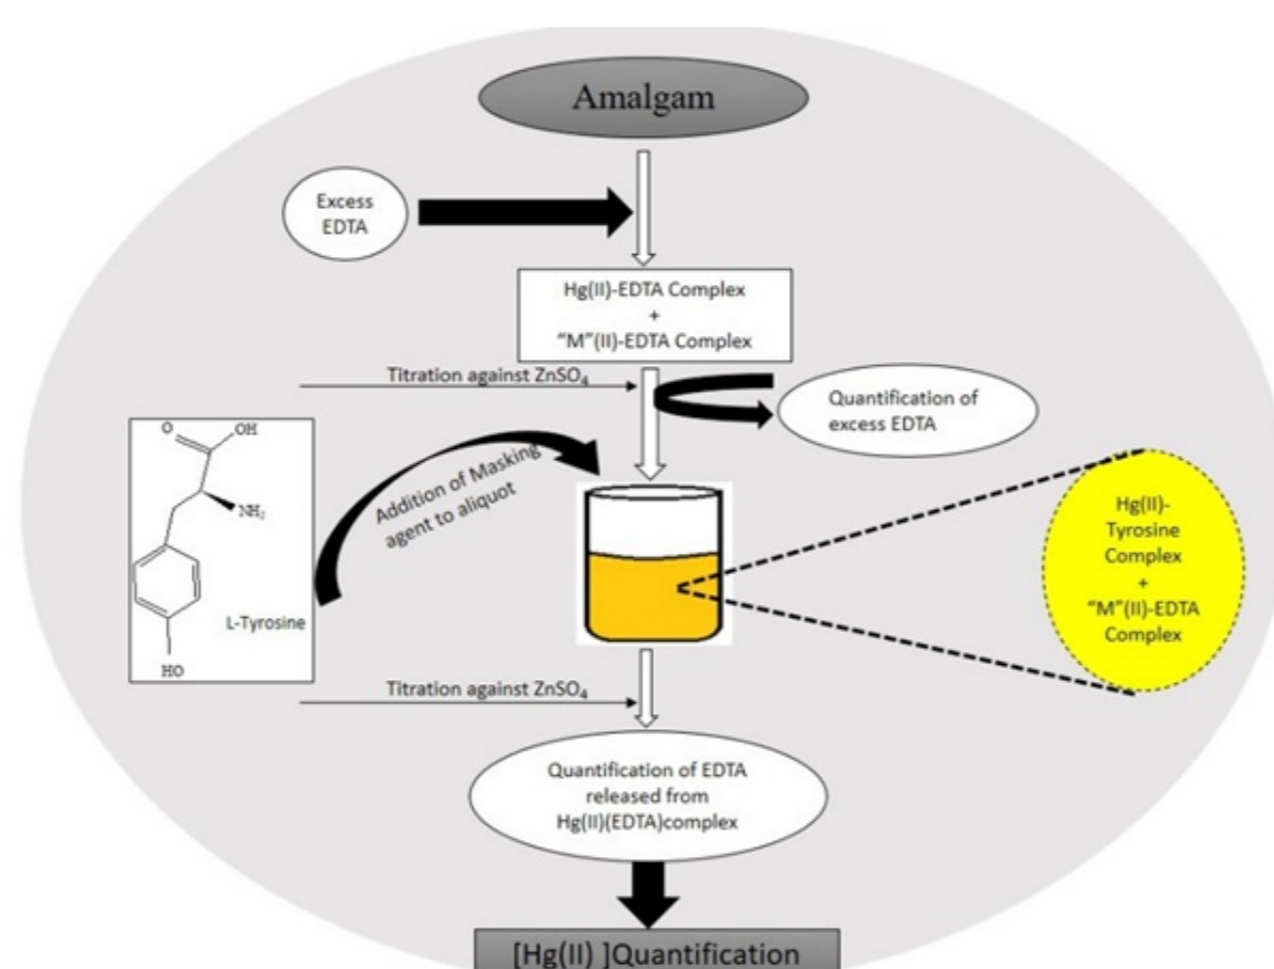 Amalgam
Excess
EDTA
Hg(II)-EDTA Complex
+
“M”(II)-EDTA Complex
Titration against ZnSO₄
Quantification of
excess EDTA
O
OH
NH₂
L-Tyrosine
HO
Addition of Masking
agent to aliquot
Hg(II)-
Tyrosine
Complex
+
“M”(II)-EDTA
Complex
Titration against ZnSO₄
Quantification of EDTA
released from
Hg(II)(EDTA)complex
[Hg(II) ]Quantification